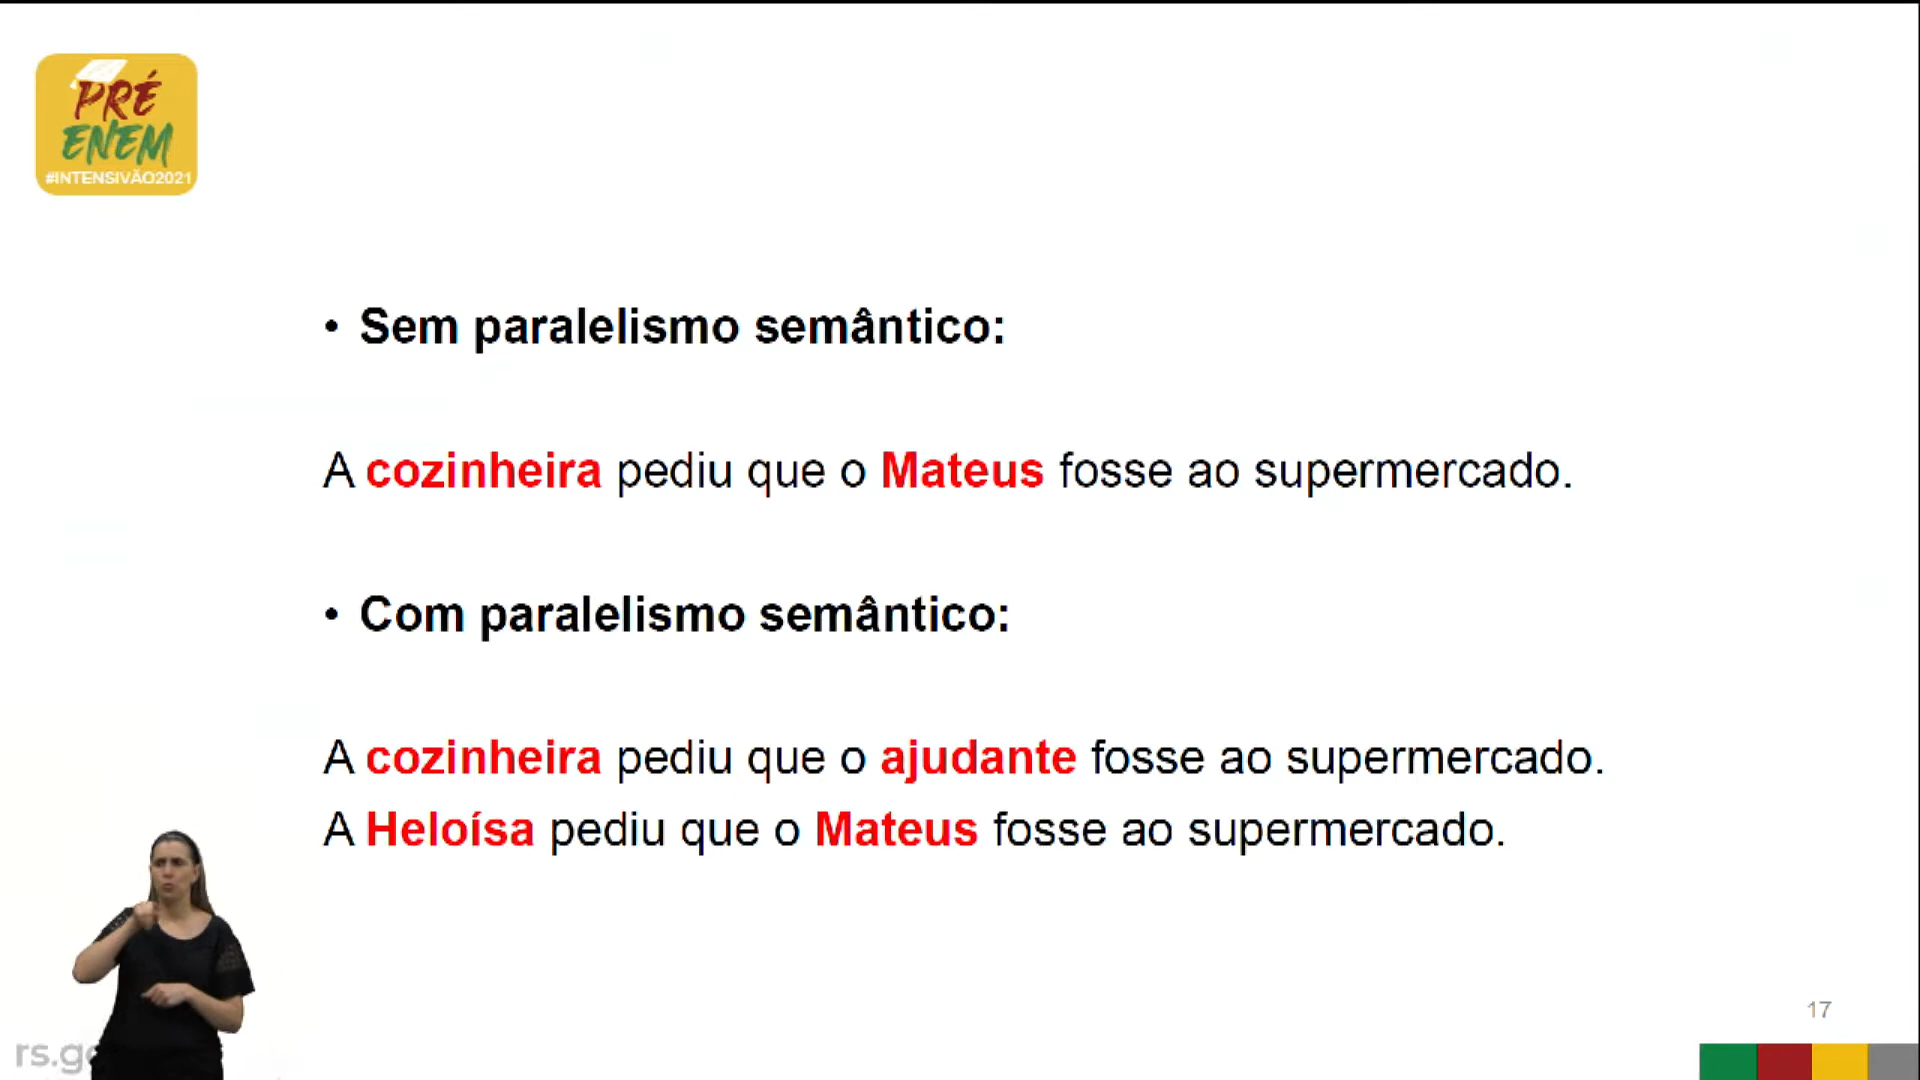 PRÉ
ENEM
#INTENSIVÃO2021
• Sem paralelismo semântico:
A cozinheira pediu que o Mateus fosse ao supermercado.
• Com paralelismo semântico:
A cozinheira pediu que o ajudante fosse ao supermercado.
A Heloísa pediu que o Mateus fosse ao supermercado.
17